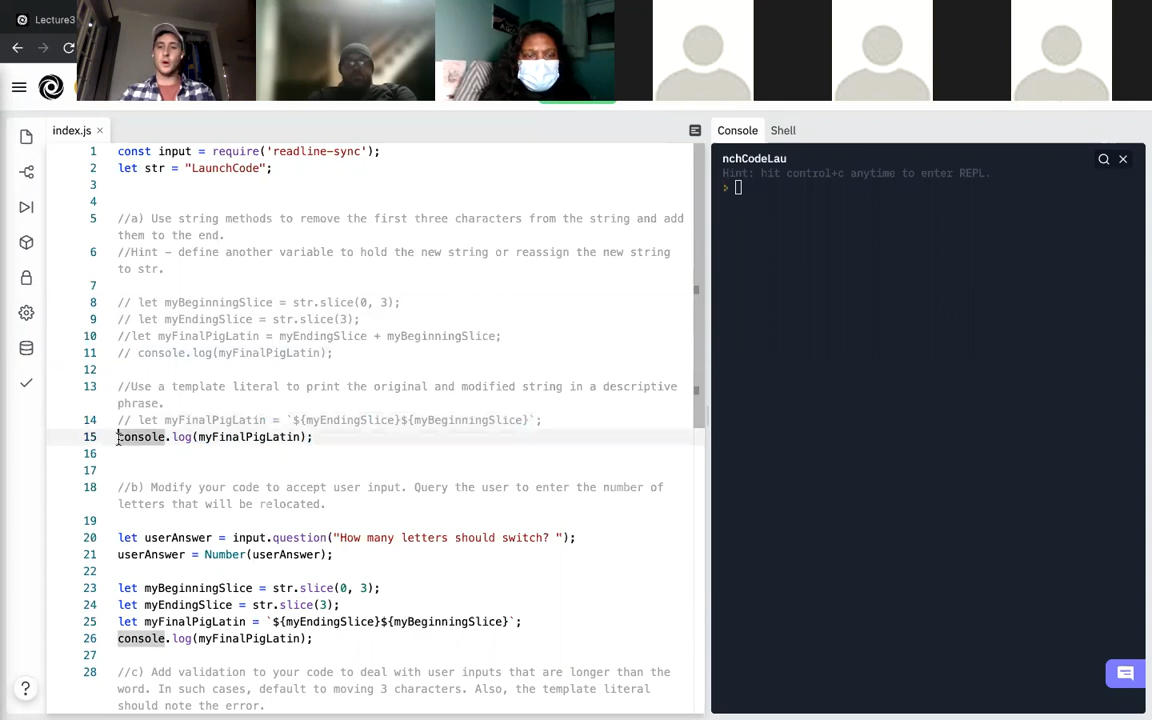 Lecture3
index.js ×
Console
Shell
1 const input = require('readline-sync');
2 let str = "LaunchCode";
3
4
5 //a) Use string methods to remove the first three characters from the string and add
them to the end.
6 //Hint - define another variable to hold the new string or reassign the new string
to str.
7
8 // let myBeginningSlice = str.slice(0, 3);
9 // let myEndingSlice = str.slice(3);
10 //let myFinalPigLatin = myEndingSlice + myBeginningSlice;
11 // console.log(myFinalPigLatin);
12
13 //Use a template literal to print the original and modified string in a descriptive
phrase.
14 // let myFinalPigLatin = `${myEndingSlice}${myBeginningSlice}`;
15 console.log(myFinalPigLatin);
16
17
18 //b) Modify your code to accept user input. Query the user to enter the number of
letters that will be relocated.
19
20 let userAnswer = input.question("How many letters should switch? ");
21 userAnswer = Number(userAnswer);
22
23 let myBeginningSlice = str.slice(0, 3);
24 let myEndingSlice = str.slice(3);
25 let myFinalPigLatin = `${myEndingSlice}${myBeginningSlice}`;
26 console.log(myFinalPigLatin);
27
28 //c) Add validation to your code to deal with user inputs that are longer than the
word. In such cases, default to moving 3 characters. Also, the template literal
should note the error.
nchCodeLau
Hint: hit control+c anytime to enter REPL.
>
?